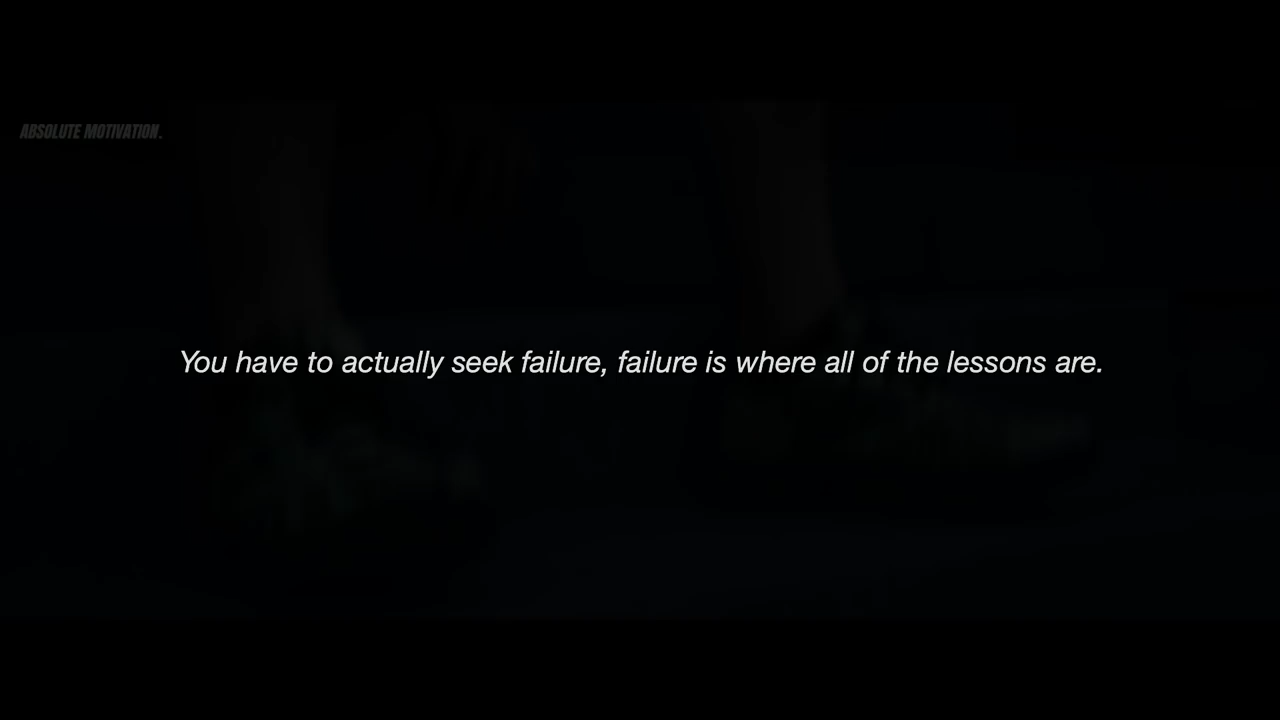 ABSOLUTE MOTIVATION.
You have to actually seek failure, failure is where all of the lessons are.